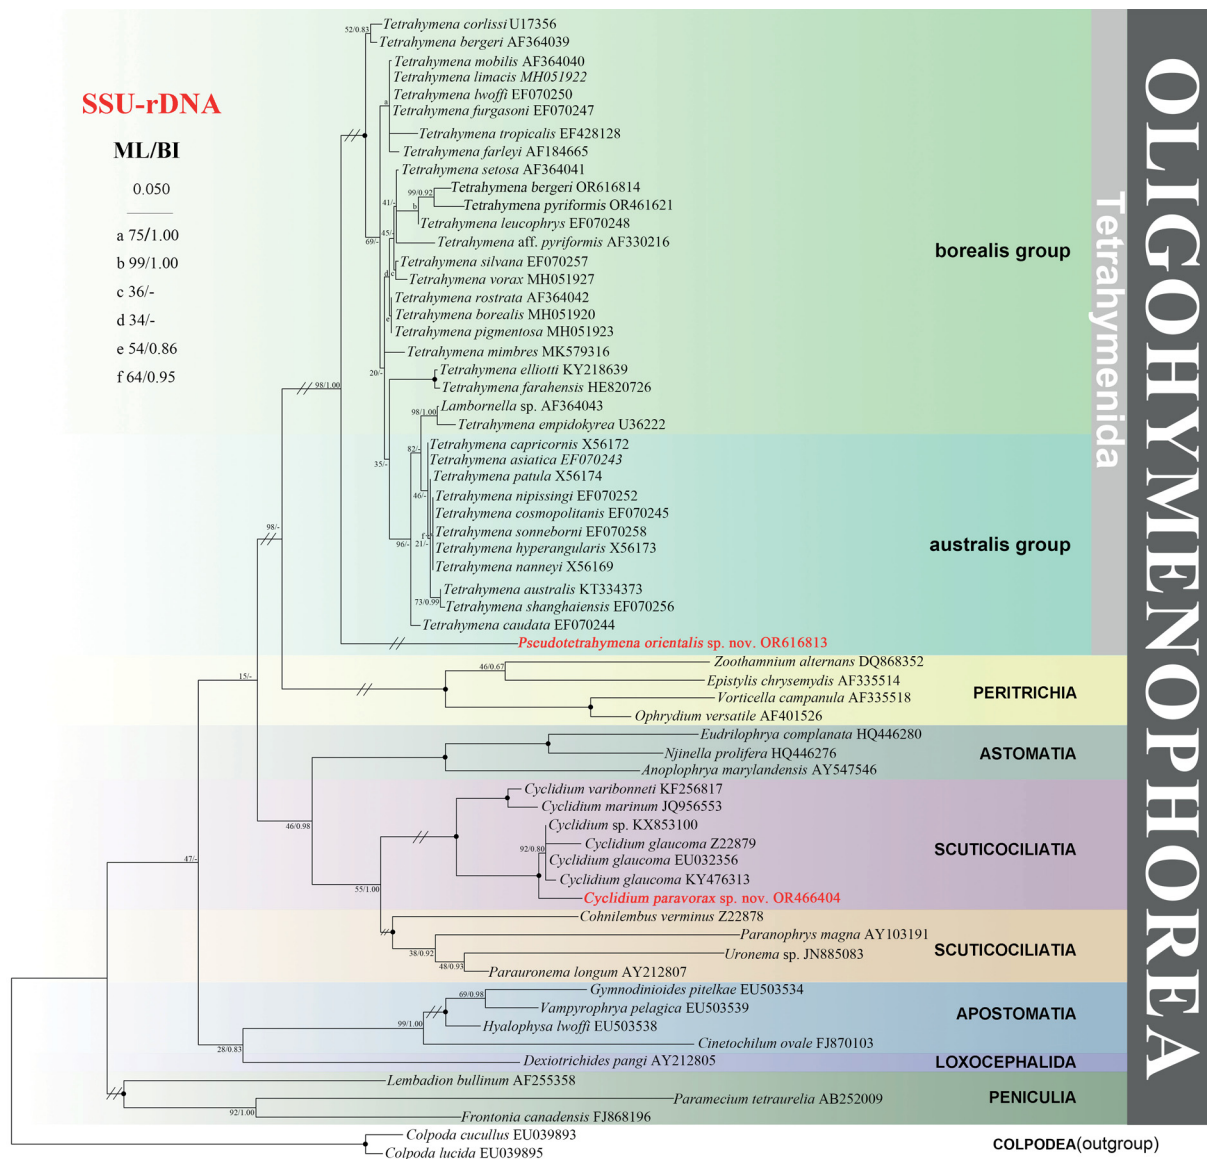 SSU-rDNA
ML/BI
0.050
a 75/1.00
b 99/1.00
c 36/-
d 34/-
e 54/0.86
f 64/0.95
Tetrahymena corlissi U17356
Tetrahymena bergeri AF364039
Tetrahymena mobilis AF364040
Tetrahymena limacis MH051922
Tetrahymena lwoffi EF070250
Tetrahymena furgasoni EF070247
Tetrahymena tropicalis EF428128
Tetrahymena farleyi AF184665
Tetrahymena setosa AF364041
Tetrahymena bergeri OR616814
Tetrahymena pyriformis OR461621
Tetrahymena leucophrys EF070248
Tetrahymena aff. pyriformis AF330216
Tetrahymena silvana EF070257
Tetrahymena vorax MH051927
Tetrahymena rostrata AF364042
Tetrahymena borealis MH051920
Tetrahymena pigmentosa MH051923
Tetrahymena mimbres MK579316
Tetrahymena elliotti KY218639
Tetrahymena farahensis HE820726
Lambornella sp. AF364043
Tetrahymena empidokyrea U36222
Tetrahymena capricornis X56172
Tetrahymena asiatica EF070243
Tetrahymena patula X56174
Tetrahymena nipissingi EF070252
Tetrahymena cosmopolitanis EF070245
Tetrahymena sonneborni EF070258
Tetrahymena hyperangularis X56173
Tetrahymena nanneyi X56169
Tetrahymena australis KT334373
Tetrahymena shanghaiensis EF070256
Tetrahymena caudata EF070244
Pseudotetrahymena orientalis sp. nov. OR616813
Zoothamnium alternans DQ868352
Epistylis chrysemydis AF335514
Vorticella campanula AF335518
Ophrydium versatile AF401526
Eudrilophrya complanata HQ446280
Njinella prolifera HQ446276
Anoplophrya marylandensis AY547546
Cyclidium varibonneti KF256817
Cyclidium marinum JQ956553
Cyclidium sp. KX853100
Cyclidium glaucoma Z22879
Cyclidium glaucoma EU032356
Cyclidium glaucoma KY476313
Cyclidium paravorax sp. nov. OR466404
Cohnilembus verminus Z22878
Paranophrys magna AY103191
Uronema sp. JN885083
Parauronema longum AY212807
Gymnodinioides pitelkae EU503534
Vampyrophrya pelagica EU503539
Hyalophysa lwoffi EU503538
Cinetochilum ovale FJ870103
Dexiotrichides pangi AY212805
Lembadion bullinum AF255358
Paramecium tetraurelia AB252009
Frontonia canadensis FJ868196
Colpoda cucullus EU039893
Colpoda lucida EU039895
52/0.83
a
99/0.92
b
41/-
45/-
69/-
d
c
e
20/-
98/1.00
98/1.00
82/-
35/-
46/-
f
21/-
96/-
73/0.99
98/-
46/0.67
15/-
46/0.98
92/0.80
55/1.00
47/-
38/0.92
48/0.93
69/0.98
99/1.00
28/0.83
92/1.00
borealis group
australis group
PERITRICHIA
ASTOMATIA
SCUTICOCILIATIA
SCUTICOCILIATIA
APOSTOMATIA
LOXOCEPHALIDA
PENICULIA
COLPODEA(outgroup)
Tetrahymenida
OLIGOHYMENOPHOREA